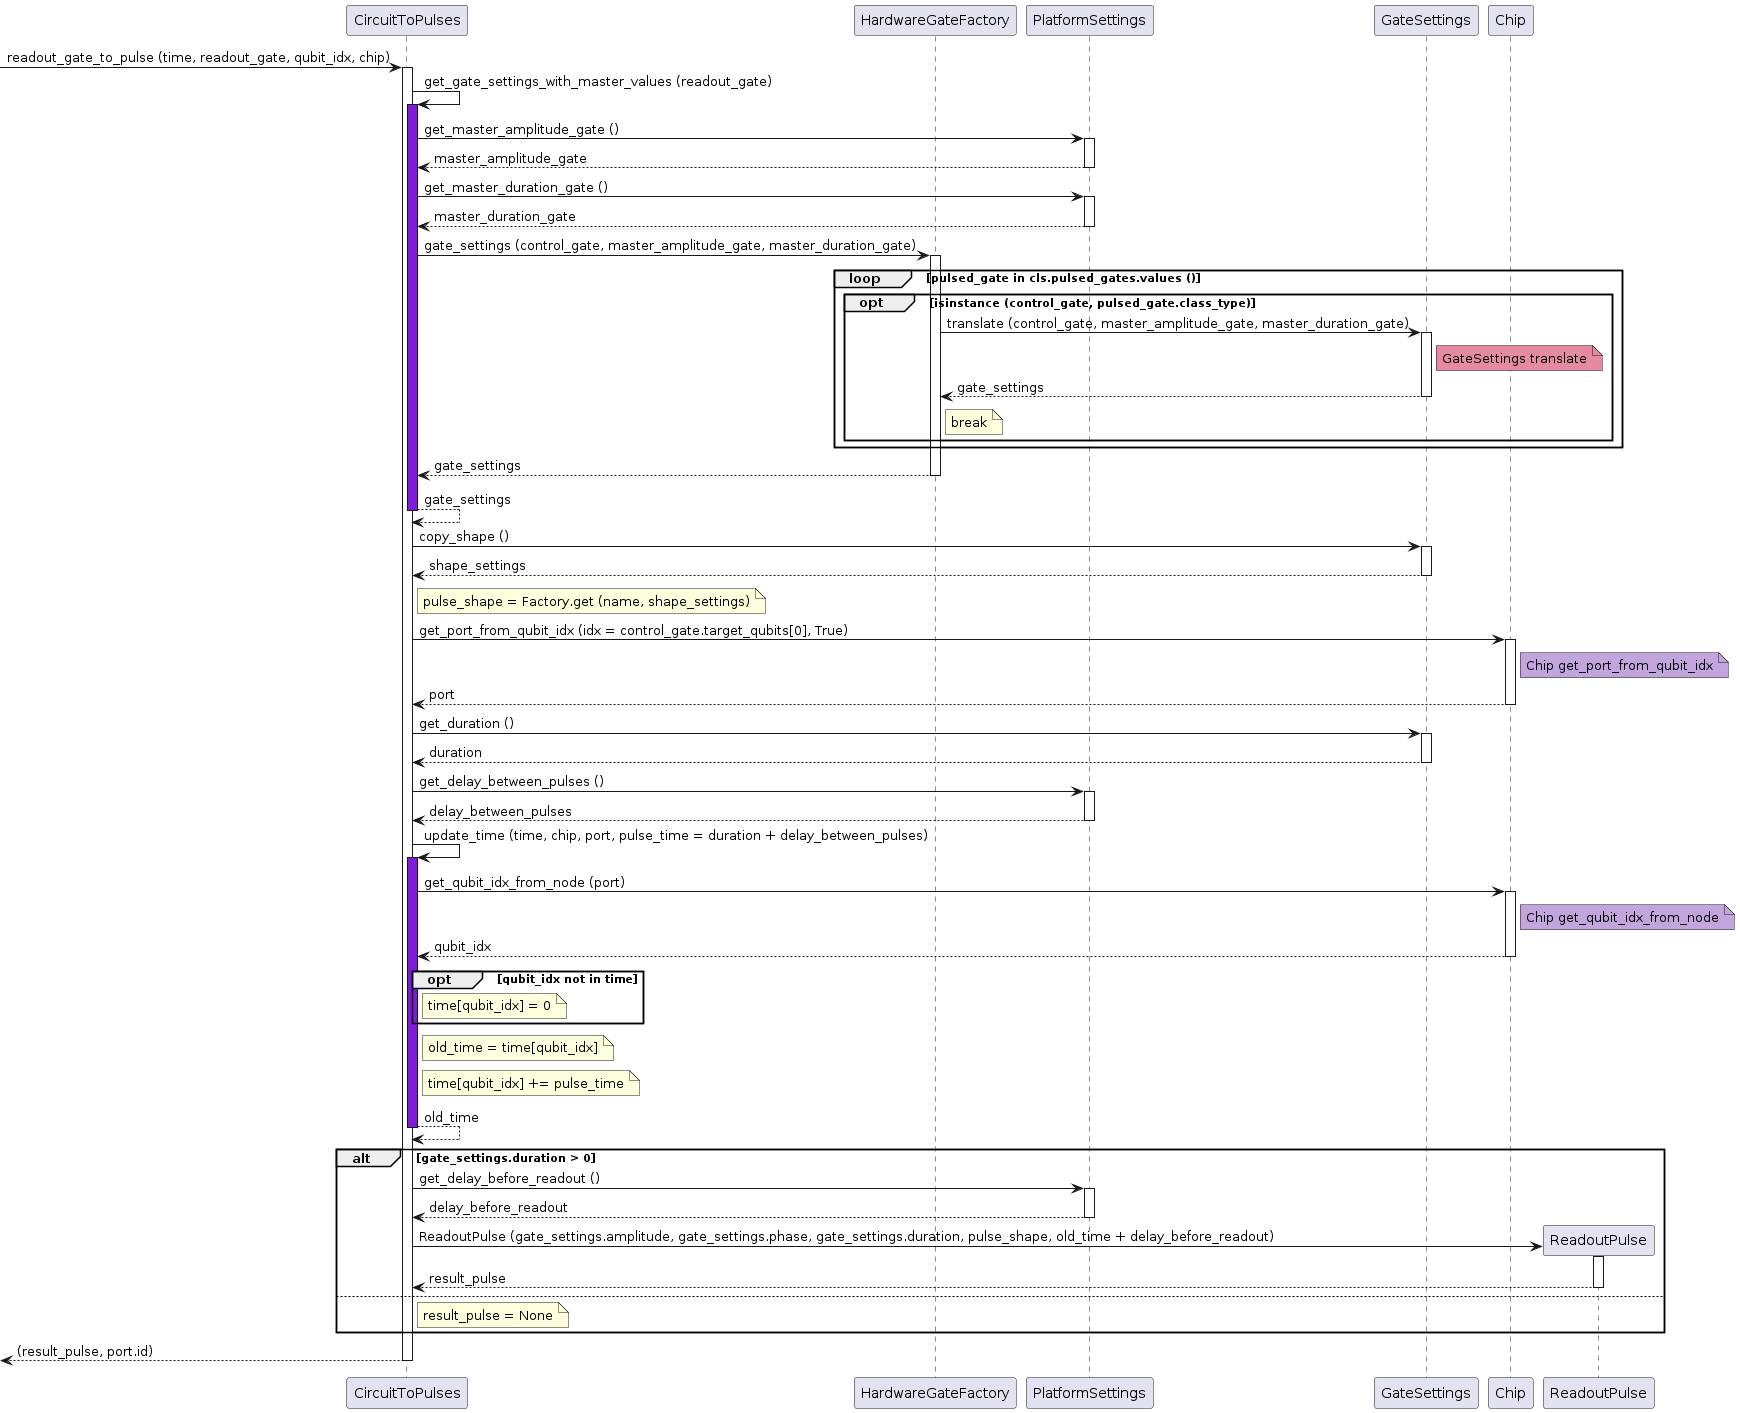 CircuitToPulses HardwareGateFactory PlatformSettings GateSettings Chip
readout_gate_to_pulse (time, readout_gate, qubit_idx, chip)
get_gate_settings_with_master_values (readout_gate)
get_master_amplitude_gate ()
master_amplitude_gate
get_master_duration_gate ()
master_duration_gate
gate_settings (control_gate, master_amplitude_gate, master_duration_gate)
loop [pulsed_gate in cls.pulsed_gates.values ()]
opt [isinstance (control_gate, pulsed_gate.class_type)]
translate (control_gate, master_amplitude_gate, master_duration_gate)
GateSettings translate
gate_settings
break
gate_settings
gate_settings
copy_shape ()
shape_settings
pulse_shape = Factory.get (name, shape_settings)
get_port_from_qubit_idx (idx = control_gate.target_qubits[0], True)
Chip get_port_from_qubit_idx
port
get_duration ()
duration
get_delay_between_pulses ()
delay_between_pulses
update_time (time, chip, port, pulse_time = duration + delay_between_pulses)
get_qubit_idx_from_node (port)
Chip get_qubit_idx_from_node
qubit_idx
opt [qubit_idx not in time]
time[qubit_idx] = 0
old_time = time[qubit_idx]
time[qubit_idx] += pulse_time
old_time
alt [gate_settings.duration > 0]
get_delay_before_readout ()
delay_before_readout
ReadoutPulse (gate_settings.amplitude, gate_settings.phase, gate_settings.duration, pulse_shape, old_time + delay_before_readout) ReadoutPulse
result_pulse
result_pulse = None
(result_pulse, port.id)
CircuitToPulses HardwareGateFactory PlatformSettings GateSettings Chip ReadoutPulse